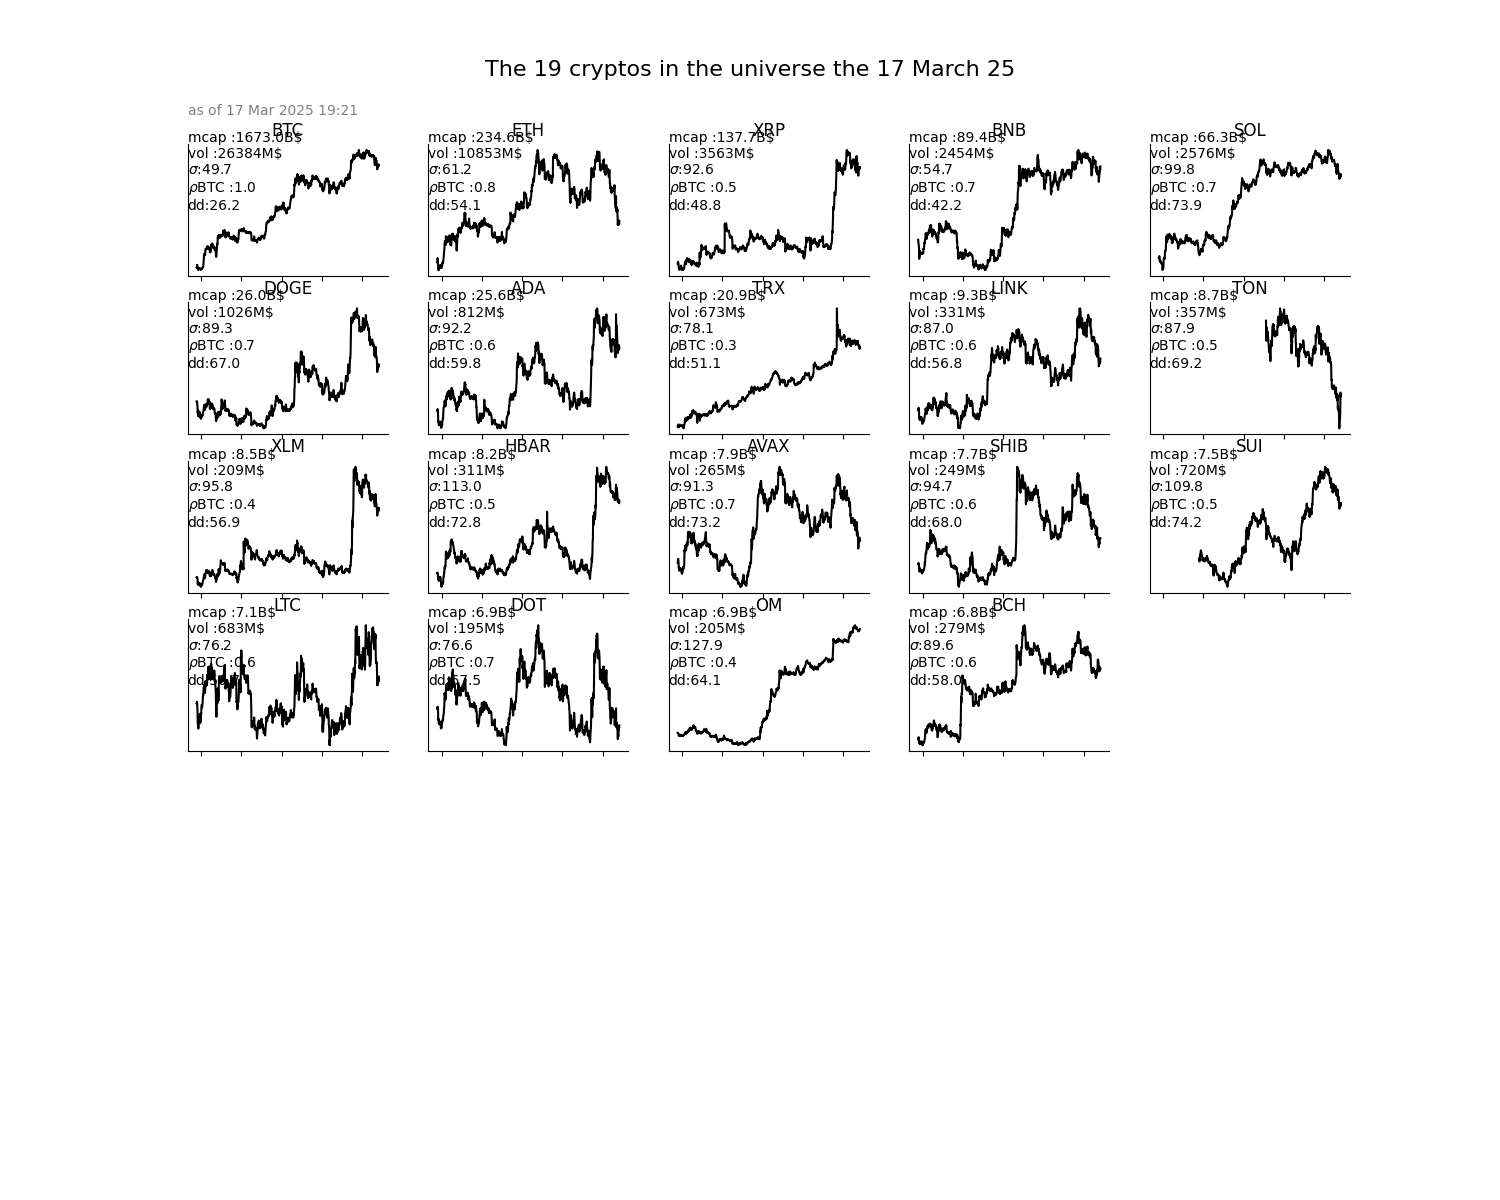 The 19 cryptos in the universe the 17 March 25
as of 17 Mar 2025 19:21
BTC
mcap :1673.0B$
vol :26384M$
σ:49.7
ρBTC :1.0
dd:26.2
ETH
mcap :234.6B$
vol :10853M$
σ:61.2
ρBTC :0.8
dd:54.1
XRP
mcap :137.7B$
vol :3563M$
σ:92.6
ρBTC :0.5
dd:48.8
BNB
mcap :89.4B$
vol :2454M$
σ:54.7
ρBTC :0.7
dd:42.2
SOL
mcap :66.3B$
vol :2576M$
σ:99.8
ρBTC :0.7
dd:73.9
DOGE
mcap :26.0B$
vol :1026M$
σ:89.3
ρBTC :0.7
dd:67.0
ADA
mcap :25.6B$
vol :812M$
σ:92.2
ρBTC :0.6
dd:59.8
TRX
mcap :20.9B$
vol :673M$
σ:78.1
ρBTC :0.3
dd:51.1
LINK
mcap :9.3B$
vol :331M$
σ:87.0
ρBTC :0.6
dd:56.8
TON
mcap :8.7B$
vol :357M$
σ:87.9
ρBTC :0.5
dd:69.2
XLM
mcap :8.5B$
vol :209M$
σ:95.8
ρBTC :0.4
dd:56.9
HBAR
mcap :8.2B$
vol :311M$
σ:113.0
ρBTC :0.5
dd:72.8
AVAX
mcap :7.9B$
vol :265M$
σ:91.3
ρBTC :0.7
dd:73.2
SHIB
mcap :7.7B$
vol :249M$
σ:94.7
ρBTC :0.6
dd:68.0
SUI
mcap :7.5B$
vol :720M$
σ:109.8
ρBTC :0.5
dd:74.2
LTC
mcap :7.1B$
vol :683M$
σ:76.2
ρBTC :0.6
DOT
mcap :6.9B$
vol :195M$
σ:76.6
ρBTC :0.7
dd:67.5
OM
mcap :6.9B$
vol :205M$
σ:127.9
ρBTC :0.4
dd:64.1
BCH
mcap :6.8B$
vol :279M$
σ:89.6
ρBTC :0.6
dd:58.0